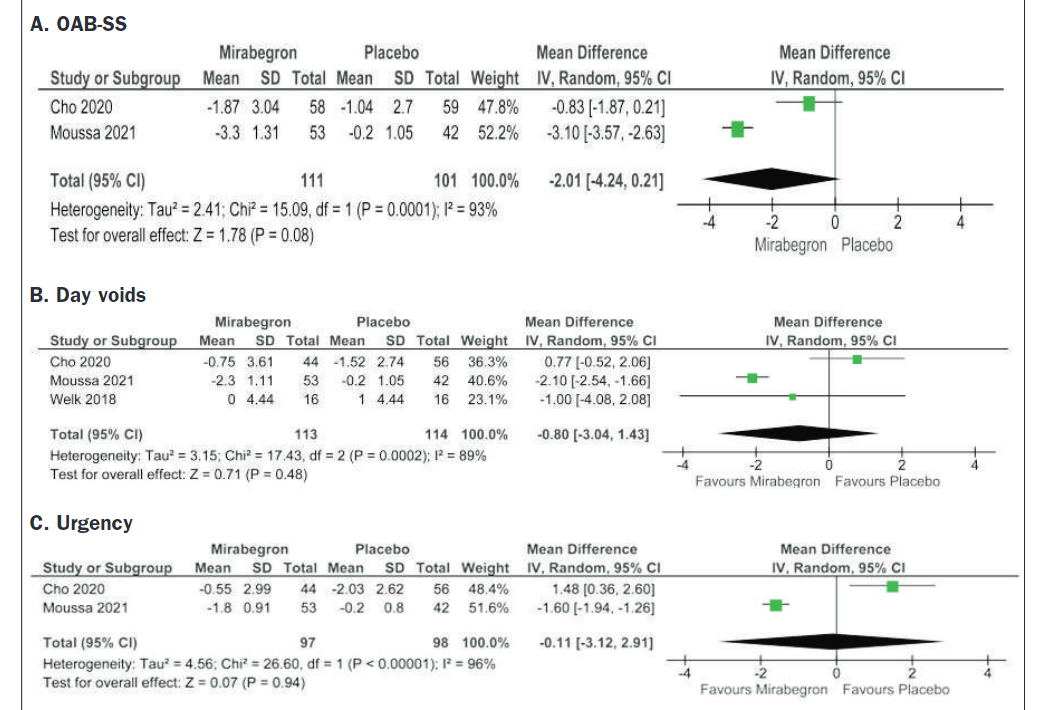 A. OAB-SS
Mirabegron Placebo Mean Difference Mean Difference
Study or Subgroup Mean SD Total Mean SD Total Weight IV, Random, 95% CI IV, Random, 95% CI
Cho 2020 -1.87 3.04 58 -1.04 2.7 59 47.8% -0.83 [-1.87, 0.21]
Moussa 2021 -3.3 1.31 53 -0.2 1.05 42 52.2% -3.10 [-3.57, -2.63]
Total (95% CI) 111 101 100.0% -2.01 [-4.24, 0.21]
Heterogeneity: Tau² = 2.41; Chi² = 15.09, df = 1 (P = 0.0001); I² = 93%
Test for overall effect: Z = 1.78 (P = 0.08)
-4 -2 0 2 4
Mirabegron Placebo
B. Day voids
Mirabegron Placebo Mean Difference Mean Difference
Study or Subgroup Mean SD Total Mean SD Total Weight IV, Random, 95% CI IV, Random, 95% CI
Cho 2020 -0.75 3.61 44 -1.52 2.74 56 36.3% 0.77 [-0.52, 2.06]
Moussa 2021 -2.3 1.11 53 -0.2 1.05 42 40.6% -2.10 [-2.54, -1.66]
Welk 2018 0 4.44 16 1 4.44 16 23.1% -1.00 [-4.08, 2.08]
Total (95% CI) 113 114 100.0% -0.80 [-3.04, 1.43]
Heterogeneity: Tau² = 3.15; Chi² = 17.43, df = 2 (P = 0.0002); I² = 89%
Test for overall effect: Z = 0.71 (P = 0.48)
-4 -2 0 2 4
Favours Mirabegron Favours Placebo
C. Urgency
Mirabegron Placebo Mean Difference Mean Difference
Study or Subgroup Mean SD Total Mean SD Total Weight IV, Random, 95% CI IV, Random, 95% CI
Cho 2020 -0.55 2.99 44 -2.03 2.62 56 48.4% 1.48 [0.36, 2.60]
Moussa 2021 -1.8 0.91 53 -0.2 0.8 42 51.6% -1.60 [-1.94, -1.26]
Total (95% CI) 97 98 100.0% -0.11 [-3.12, 2.91]
Heterogeneity: Tau² = 4.56; Chi² = 26.60, df = 1 (P < 0.00001); I² = 96%
Test for overall effect: Z = 0.07 (P = 0.94)
-4 -2 0 2 4
Favours Mirabegron Favours Placebo